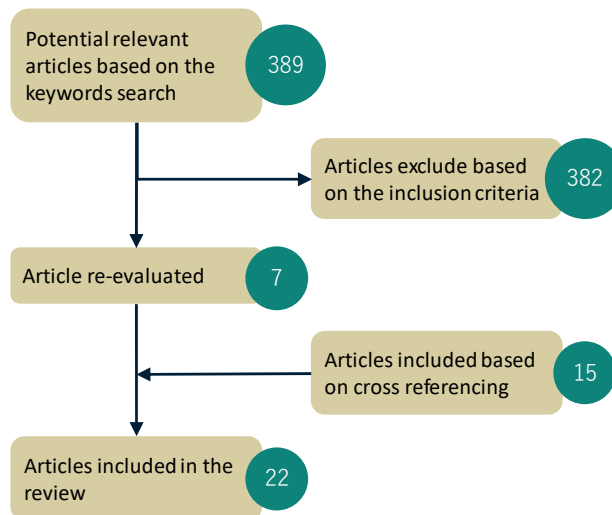 Potential relevant
articles based on the
keywords search
389
Articles exclude based
on the inclusion criteria
382
Article re-evaluated
7
Articles included based
on cross referencing
15
Articles included in the
review
22